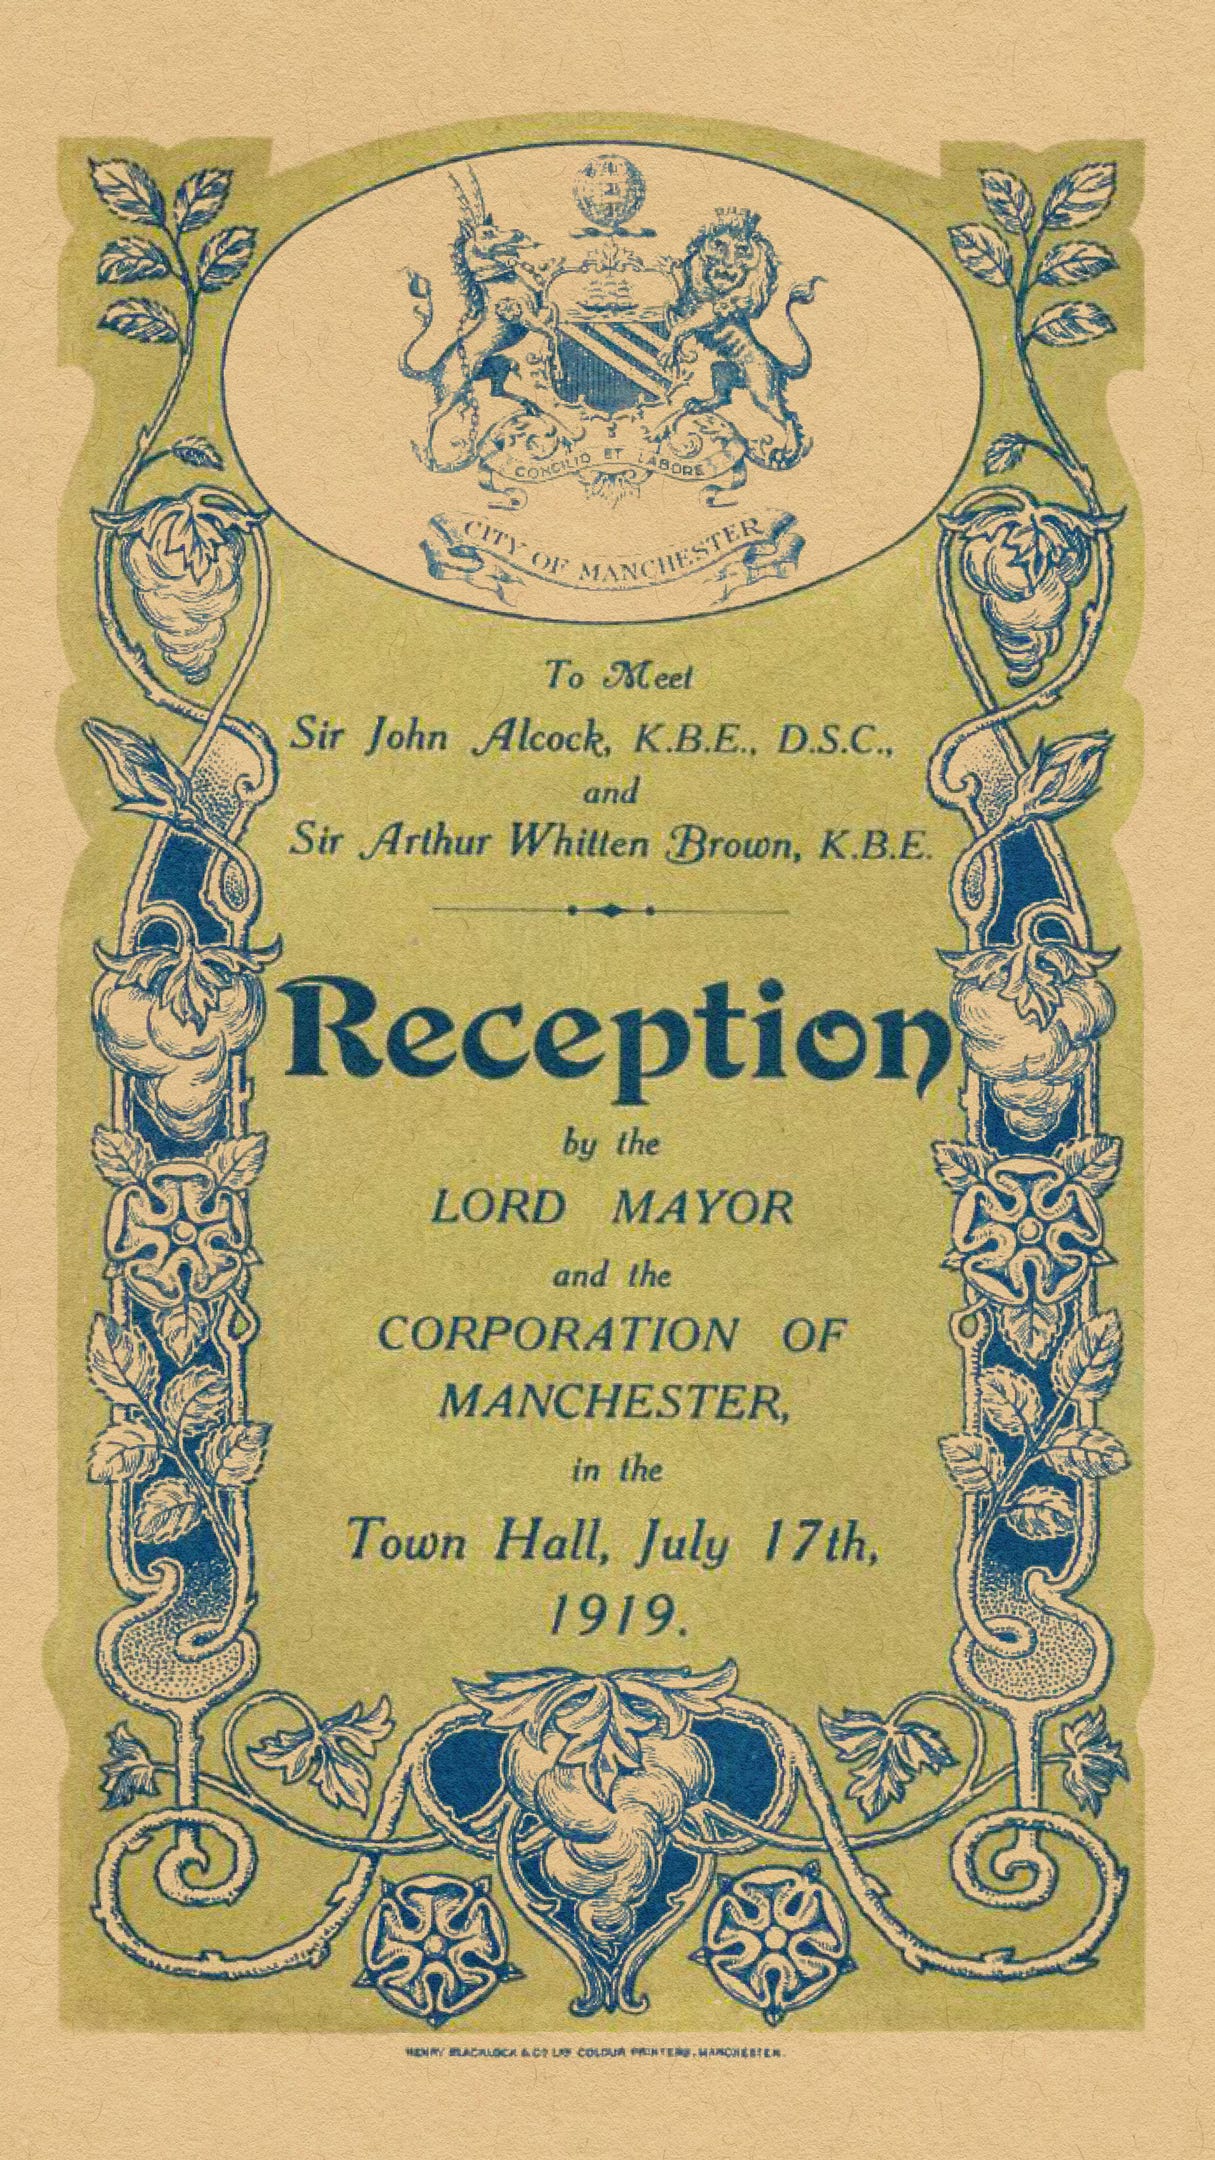 CONCILIO ET LABORE
CITY OF MANCHESTER
To Meet
Sir John Alcock, K.B.E., D.S.C.,
and
Sir Arthur Whitten Brown, K.B.E.
Reception
by the
LORD MAYOR
and the
CORPORATION OF
MANCHESTER,
in the
Town Hall, July 17th,
1919.
HENRY BLACKLOCK & CO LTD COLOUR PRINTERS, MANCHESTER.